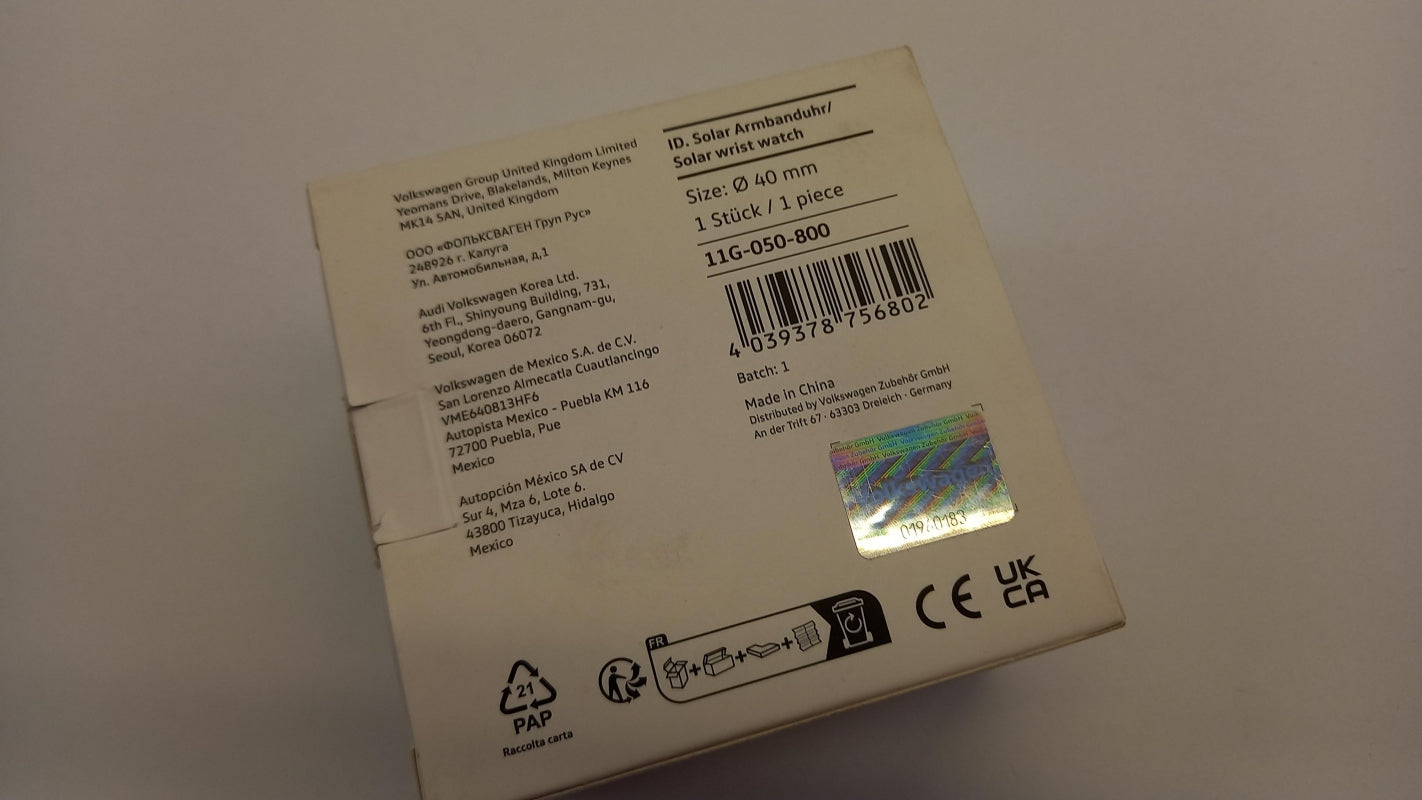 Volkswagen Group United Kingdom Limited
Yeomans Drive, Blakelands, Milton Keynes
MK14 5AN, United Kingdom
ООО «ФОЛЬКСВАГЕН Груп Рус»
248926 г. Калуга
Ул. Автомобильная, д,1
Audi Volkswagen Korea Ltd.
6th Fl., Shinyoung Building, 731,
Yeongdong-daero, Gangnam-gu,
Seoul, Korea 06072
Volkswagen de Mexico S.A. de C.V.
San Lorenzo Almecatla Cuautlancingo
VME640813HF6
Autopista Mexico - Puebla KM 116
72700 Puebla, Pue
Mexico
Autopción México SA de CV
Sur 4, Mza 6, Lote 6.
43800 Tizayuca, Hidalgo
Mexico
ID. Solar Armbanduhr/
Solar wrist watch
Size: Ø 40 mm
1 Stück / 1 piece
11G-050-800
4 039378 756802
Batch: 1
Made in China
Distributed by Volkswagen Zubehör GmbH
An der Trift 67 · 63303 Dreieich · Germany
Volkswagen Zubehör GmbH
Volkswagen
21
PAP
Raccolta carta
FR
CE
UK
CA